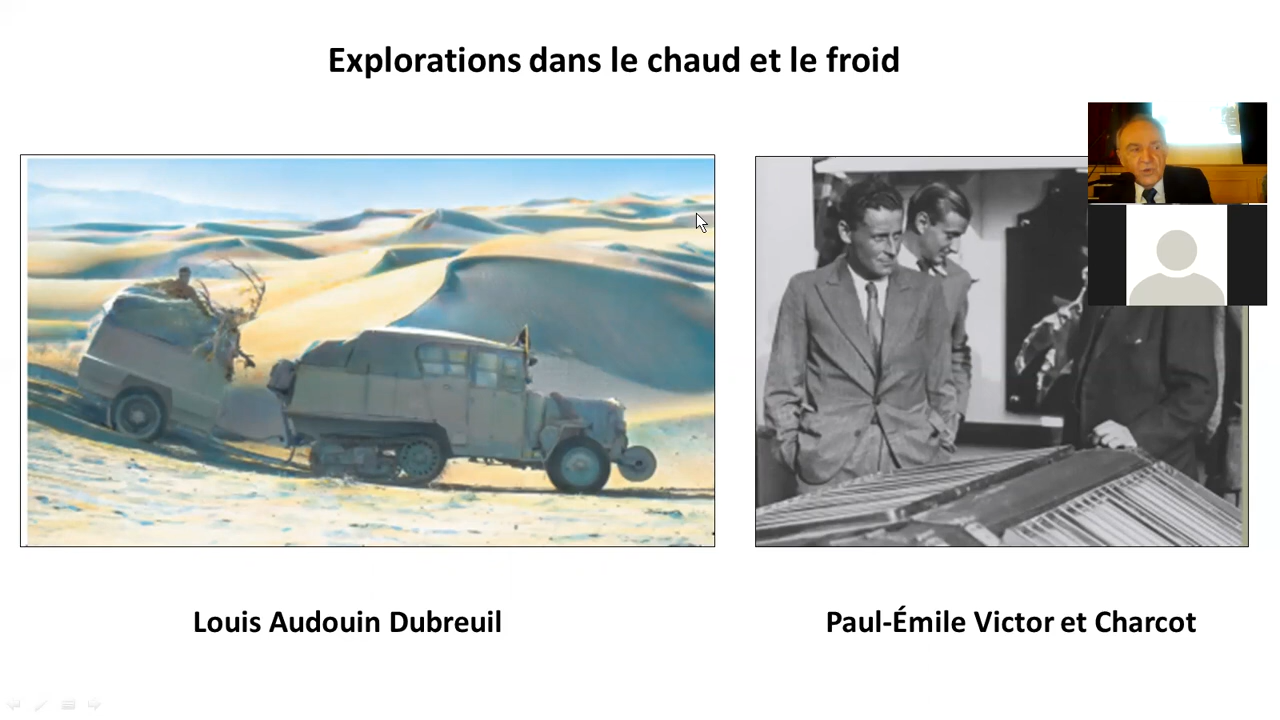 Explorations dans le chaud et le froid
Louis Audouin Dubreuil
Paul-Émile Victor et Charcot